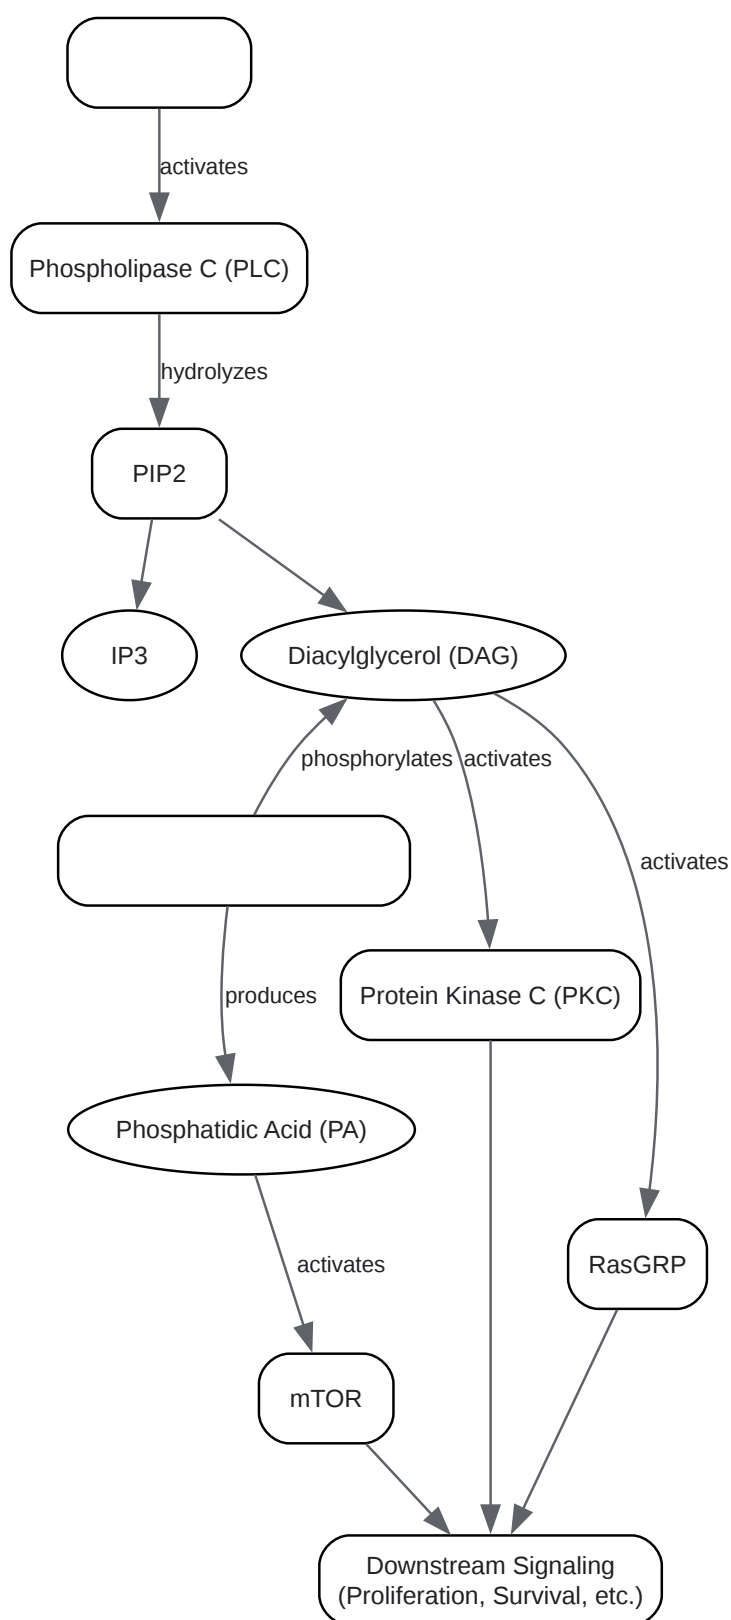 activates
Phospholipase C (PLC)
hydrolyzes
PIP2
IP3
Diacylglycerol (DAG)
phosphorylates
activates
activates
produces
Protein Kinase C (PKC)
Phosphatidic Acid (PA)
activates
RasGRP
mTOR
Downstream Signaling
(Proliferation, Survival, etc.)